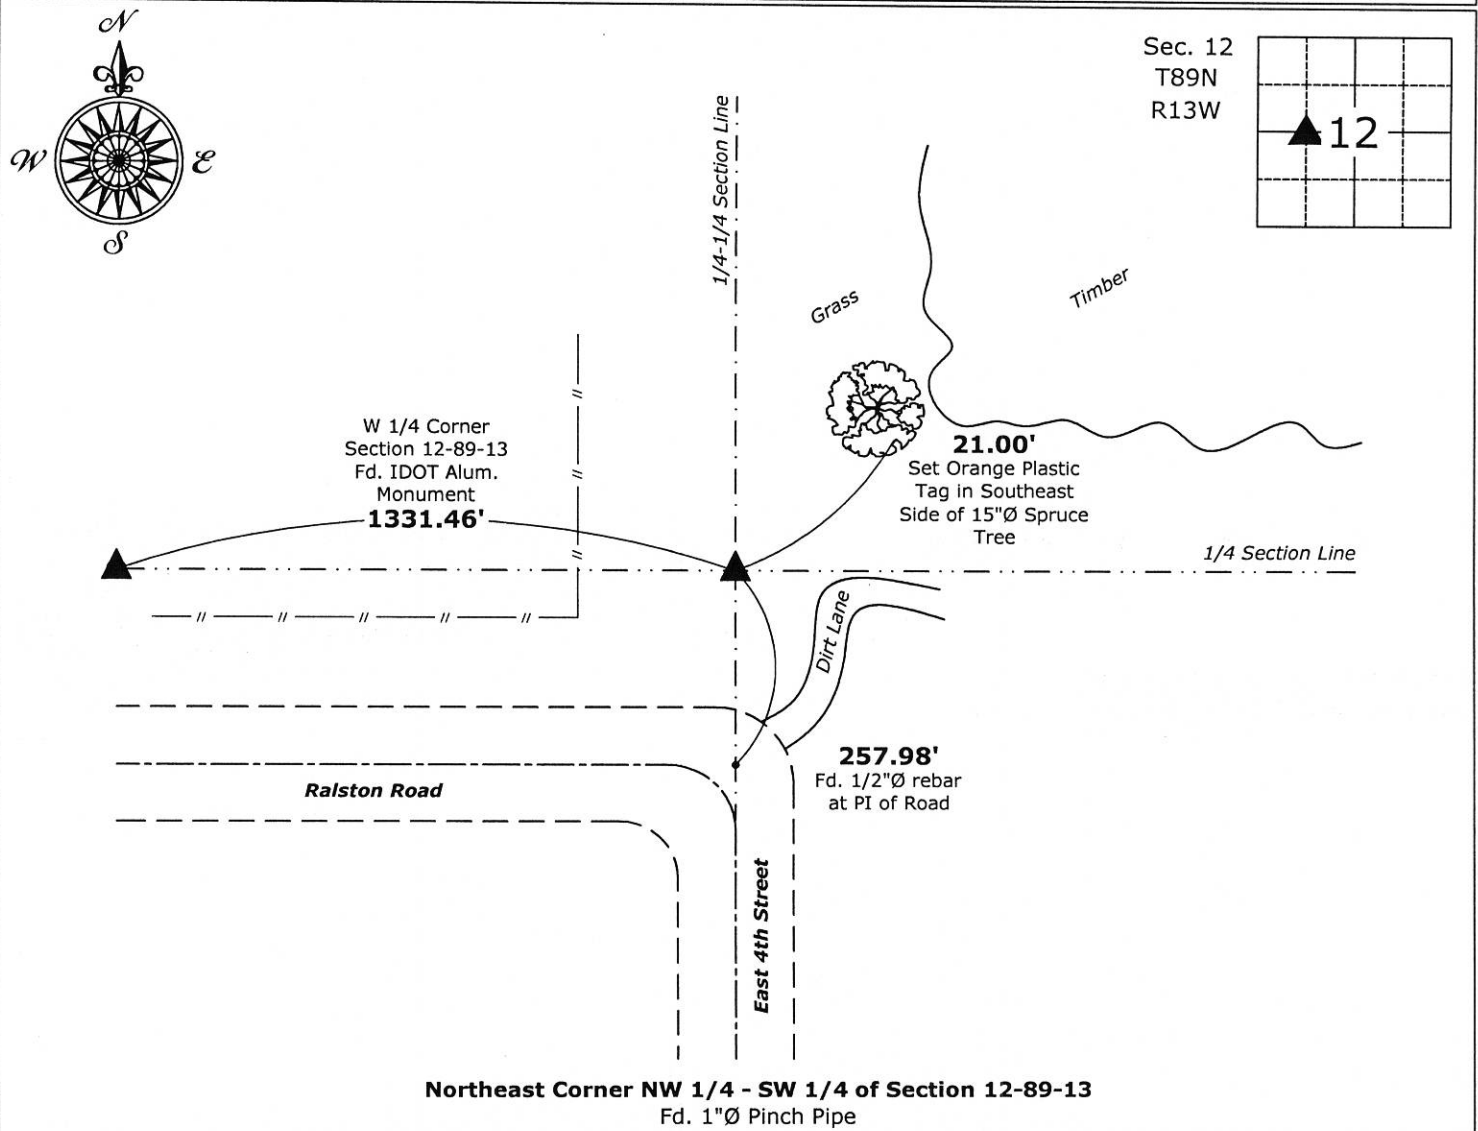 N
W
E
S
Sec. 12
T89N
R13W
12
1/4-1/4 Section Line
Grass
Timber
W 1/4 Corner
Section 12-89-13
Fd. IDOT Alum.
Monument
1331.46'
21.00'
Set Orange Plastic
Tag in Southeast
Side of 15"Ø Spruce
Tree
1/4 Section Line
Dirt Lane
257.98'
Fd. 1/2"Ø rebar
at PI of Road
Ralston Road
East 4th Street
Northeast Corner NW 1/4 - SW 1/4 of Section 12-89-13
Fd. 1"Ø Pinch Pipe